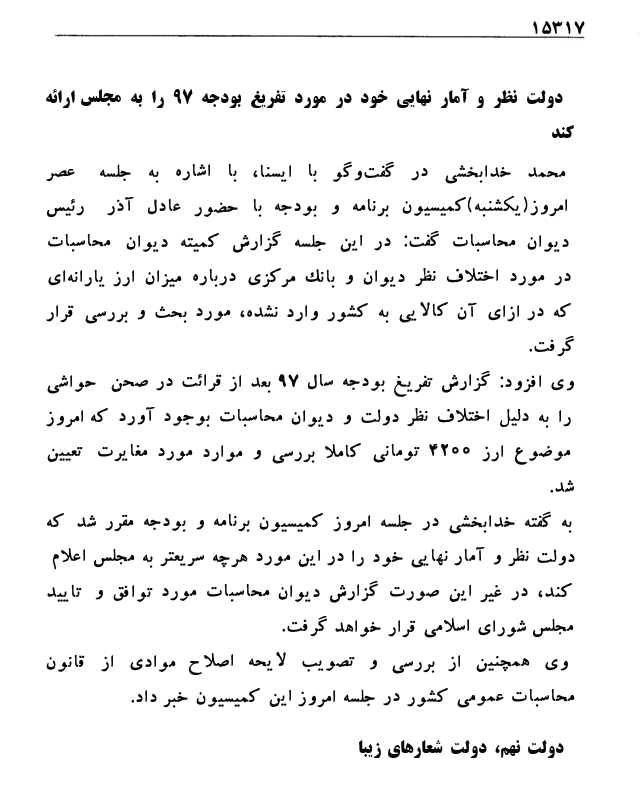 ۱۵۳۱۷
دولت نظر و آمار نهایی خود در مورد تفریغ بودجه ۹۷ را به مجلس ارائه
کند
محمد خدابخشی در گفت‌وگو با ایسنا، با اشاره به جلسه عصر
امروز(یکشنبه)کمیسیون برنامه و بودجه با حضور عادل آذر رئیس
دیوان محاسبات گفت: در این جلسه گزارش کمیته دیوان محاسبات
در مورد اختلاف نظر دیوان و بانك مرکزی درباره میزان ارز یارانه‌ای
که در ازای آن کالایی به کشور وارد نشده، مورد بحث و بررسی قرار
گرفت.
وی افزود: گزارش تفریغ بودجه سال ۹۷ بعد از قرائت در صحن حواشی
را به دلیل اختلاف نظر دولت و دیوان محاسبات بوجود آورد که امروز
موضوع ارز ۴۲۰۰ تومانی کاملا بررسی و موارد مورد مغایرت تعیین
شد.
به گفته خدابخشی در جلسه امروز کمیسیون برنامه و بودجه مقرر شد که
دولت نظر و آمار نهایی خود را در این مورد هرچه سریعتر به مجلس اعلام
کند، در غیر این صورت گزارش دیوان محاسبات مورد توافق و تایید
مجلس شورای اسلامی قرار خواهد گرفت.
وی همچنین از بررسی و تصویب لایحه اصلاح موادی از قانون
محاسبات عمومی کشور در جلسه امروز این کمیسیون خبر داد.
دولت نهم، دولت شعارهای زیبا